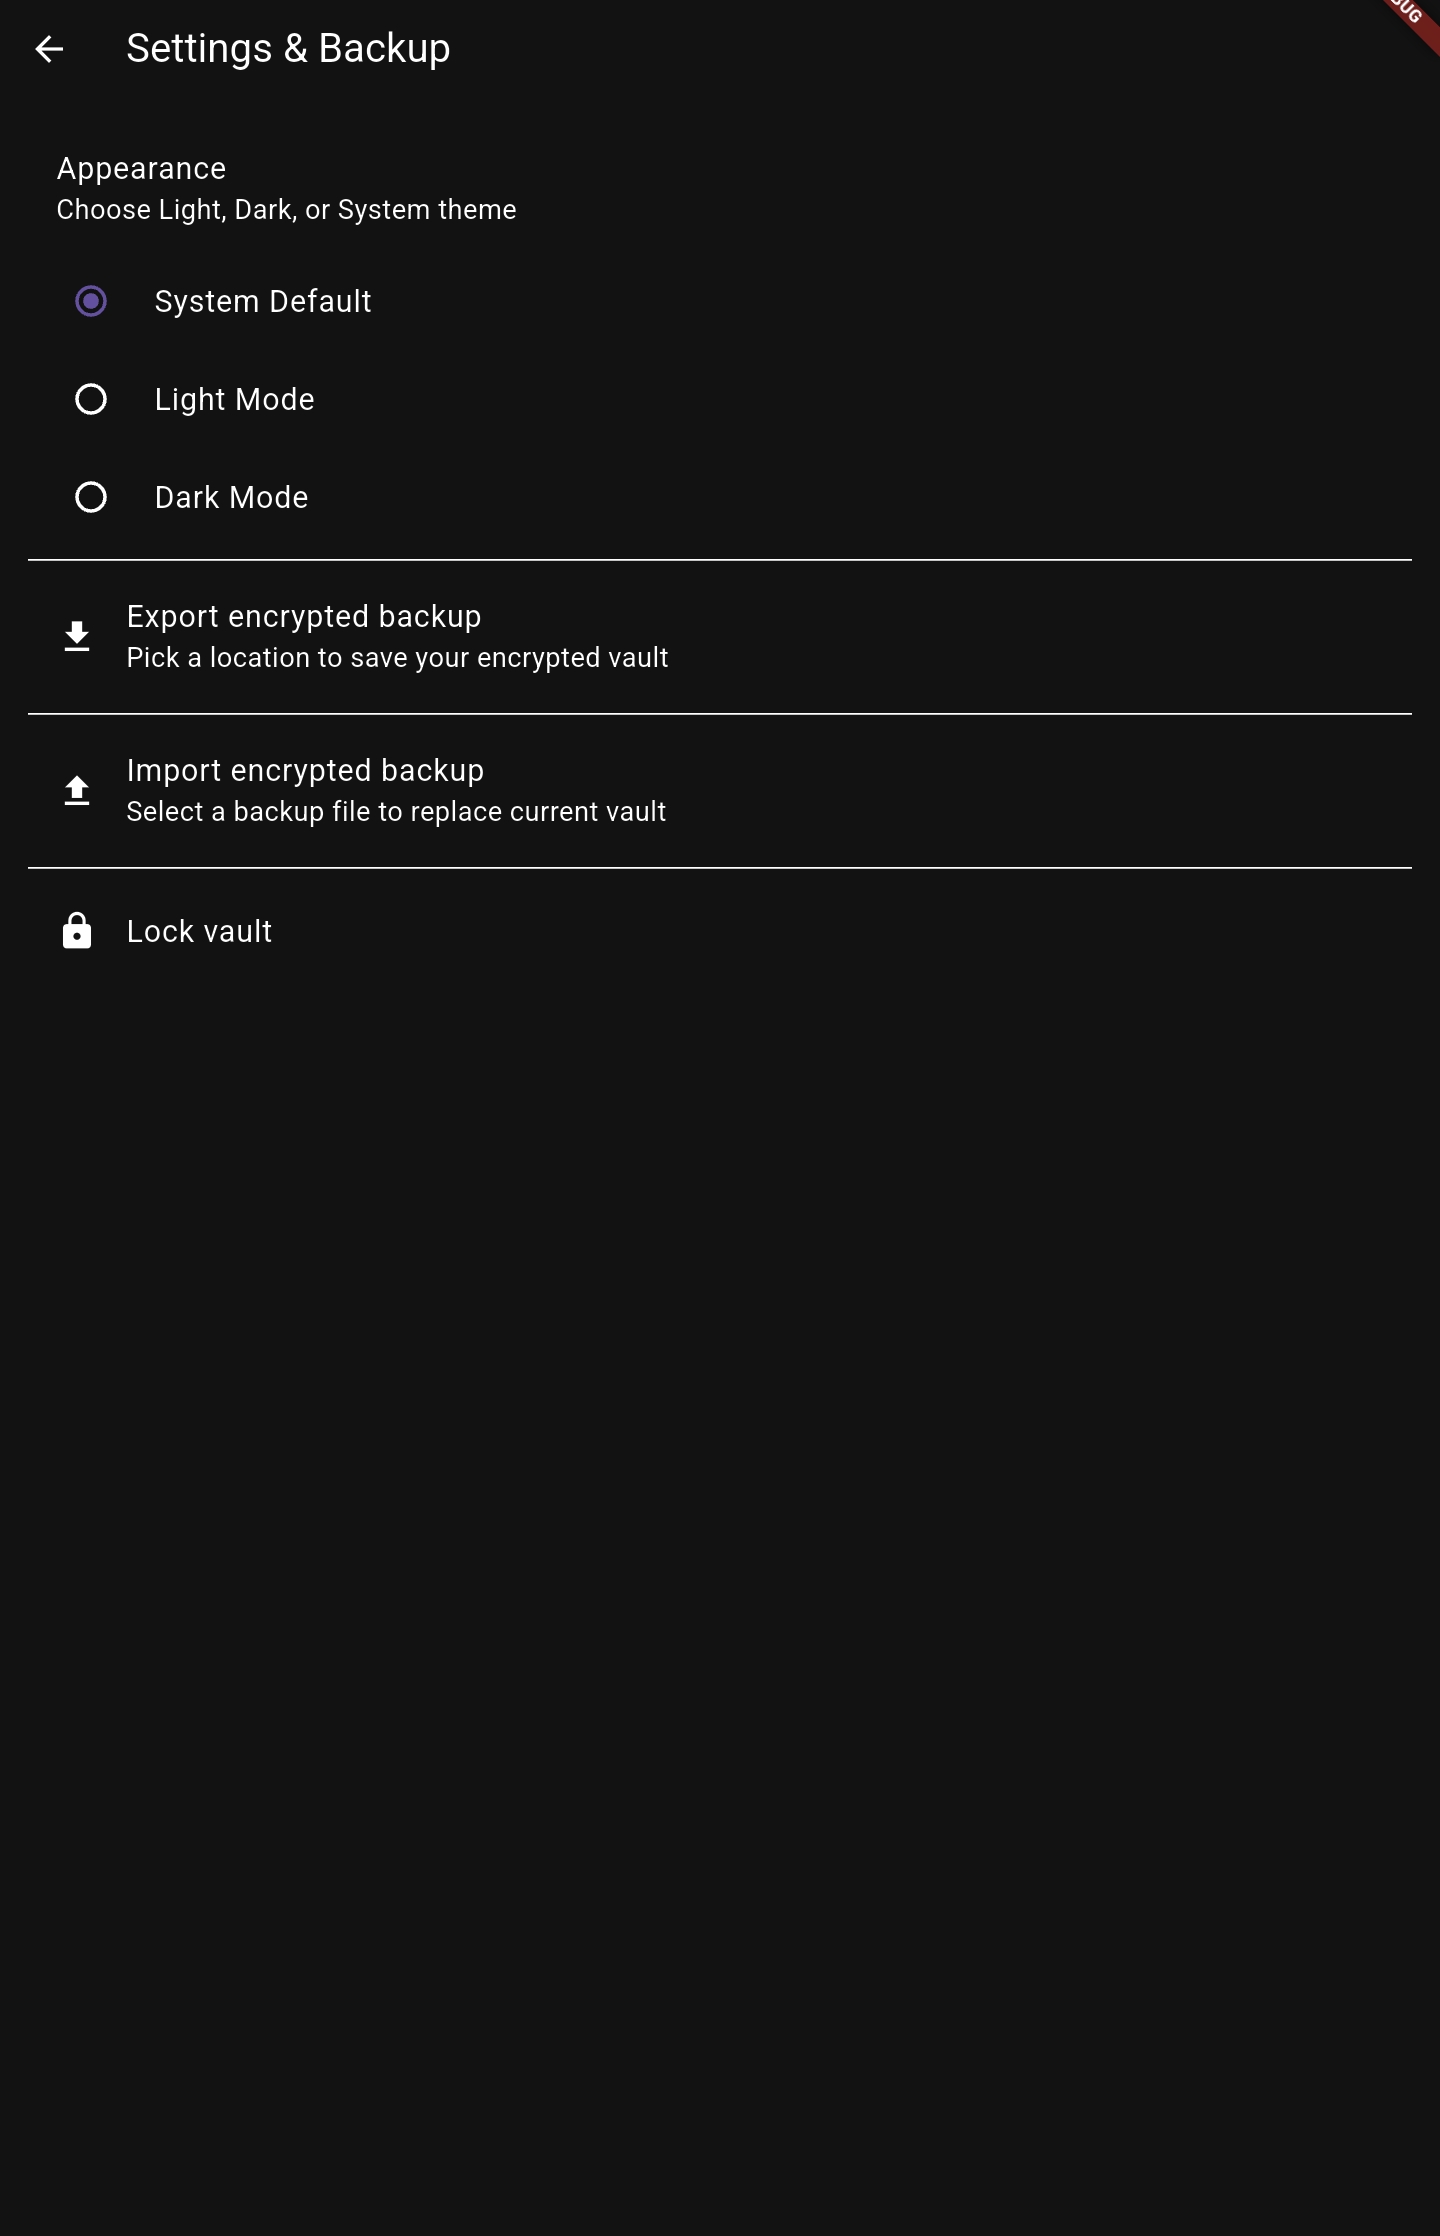 Settings & Backup
Appearance
Choose Light, Dark, or System theme
System Default
Light Mode
Dark Mode
Export encrypted backup
Pick a location to save your encrypted vault
Import encrypted backup
Select a backup file to replace current vault
Lock vault